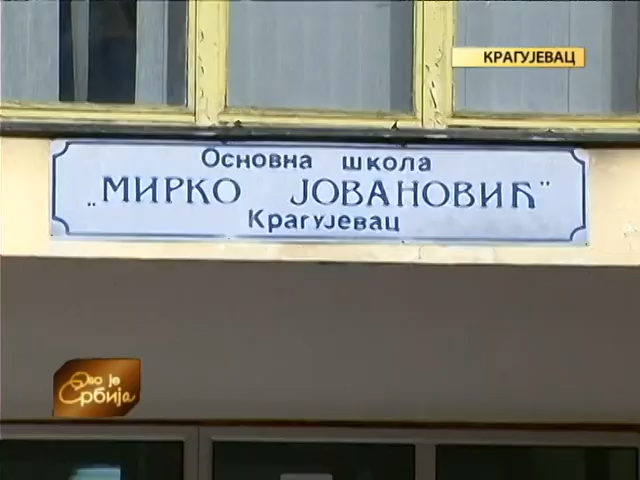 КРАГУЈЕВАЦ
Основна школа
„МИРКО ЈОВАНОВИЋ"
Крагујевац
Ово је
Србија